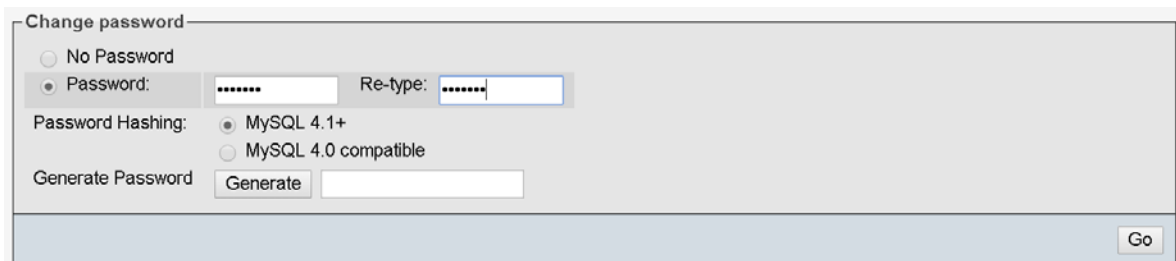 Change password
No Password
Password: ••••••• Re-type: •••••••
Password Hashing: MySQL 4.1+
MySQL 4.0 compatible
Generate Password Generate
Go